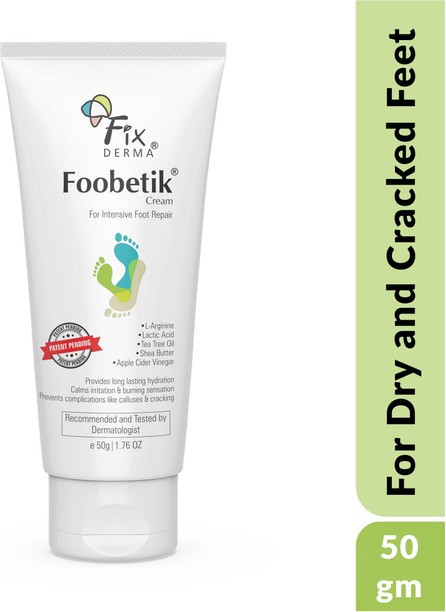 Fix
DERMA®
Foobetik®
Cream
For Intensive Foot Repair
PATENT PENDING
PATENT PENDING
PATENT PENDING
• L-Arginine
• Lactic Acid
• Tea Tree Oil
• Shea Butter
• Apple Cider Vinegar
Provides long lasting hydration
Calms irritation & burning sensation
Prevents complications like calluses & cracking
Recommended and Tested by
Dermatologist
e 50g | 1.76 OZ
For Dry and Cracked Feet
50
gm